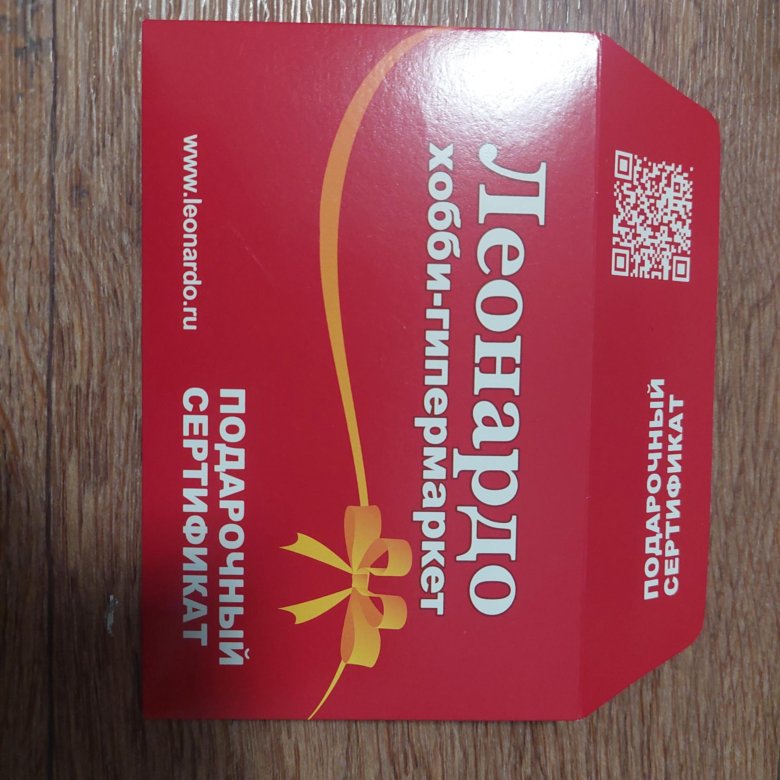 ПОДАРОЧНЫЙ
СЕРТИФИКАТ
Леонардо
хобби-гипермаркет
ПОДАРОЧНЫЙ
СЕРТИФИКАТ
www.leonardo.ru